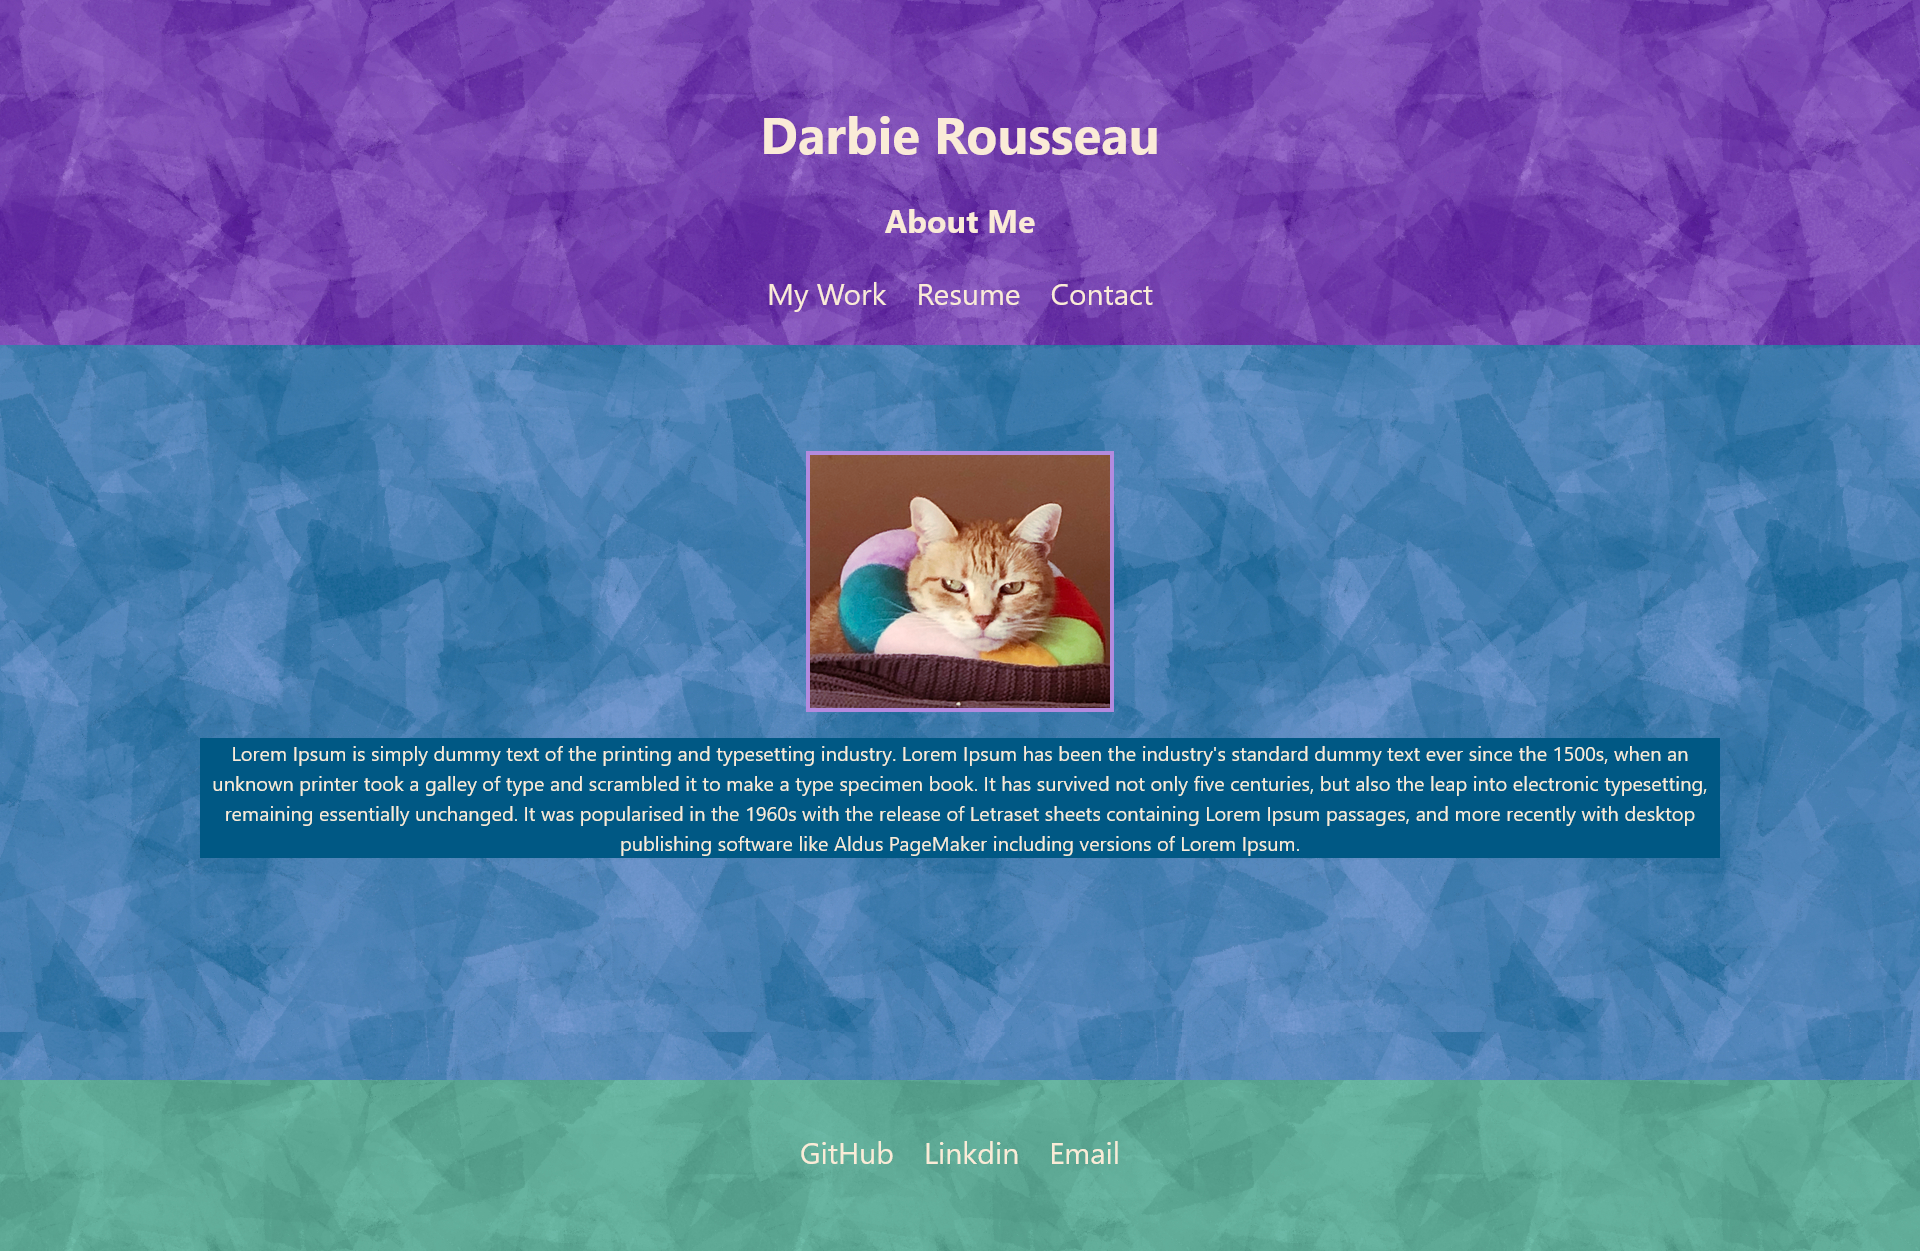 Darbie Rousseau
About Me
My Work Resume Contact
Lorem Ipsum is simply dummy text of the printing and typesetting industry. Lorem Ipsum has been the industry's standard dummy text ever since the 1500s, when an
unknown printer took a galley of type and scrambled it to make a type specimen book. It has survived not only five centuries, but also the leap into electronic typesetting,
remaining essentially unchanged. It was popularised in the 1960s with the release of Letraset sheets containing Lorem Ipsum passages, and more recently with desktop
publishing software like Aldus PageMaker including versions of Lorem Ipsum.
GitHub Linkdin Email